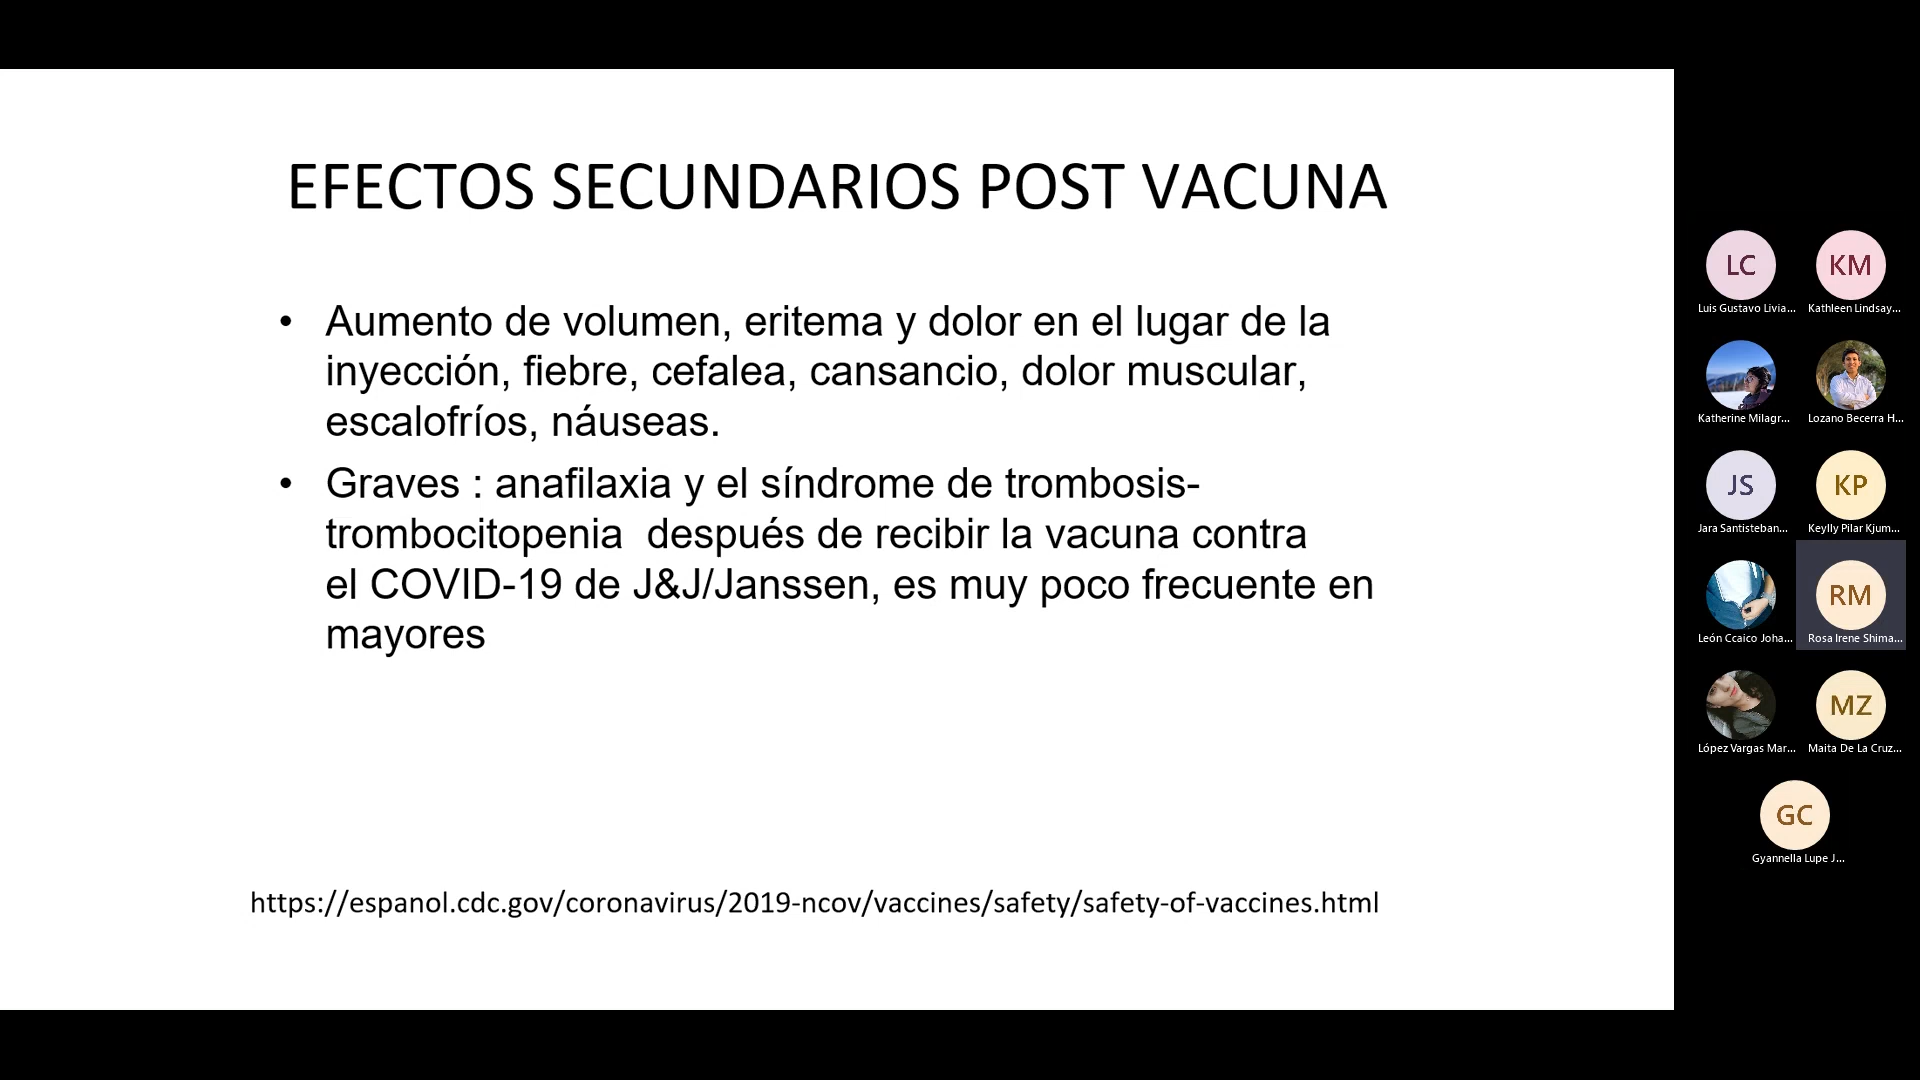 EFECTOS SECUNDARIOS POST VACUNA
• Aumento de volumen, eritema y dolor en el lugar de la
inyección, fiebre, cefalea, cansancio, dolor muscular,
escalofríos, náuseas.
• Graves : anafilaxia y el síndrome de trombosis-
trombocitopenia  después de recibir la vacuna contra
el COVID-19 de J&J/Janssen, es muy poco frecuente en
mayores
https://espanol.cdc.gov/coronavirus/2019-ncov/vaccines/safety/safety-of-vaccines.html
LC
Luis Gustavo Livia...
KM
Kathleen Lindsay...
Katherine Milagr...
Lozano Becerra H...
JS
Jara Santisteban...
KP
Keylly Pilar Kjum...
León Ccaico Joha...
RM
Rosa Irene Shima...
López Vargas Mar...
MZ
Maita De La Cruz...
GC
Gyannella Lupe J...